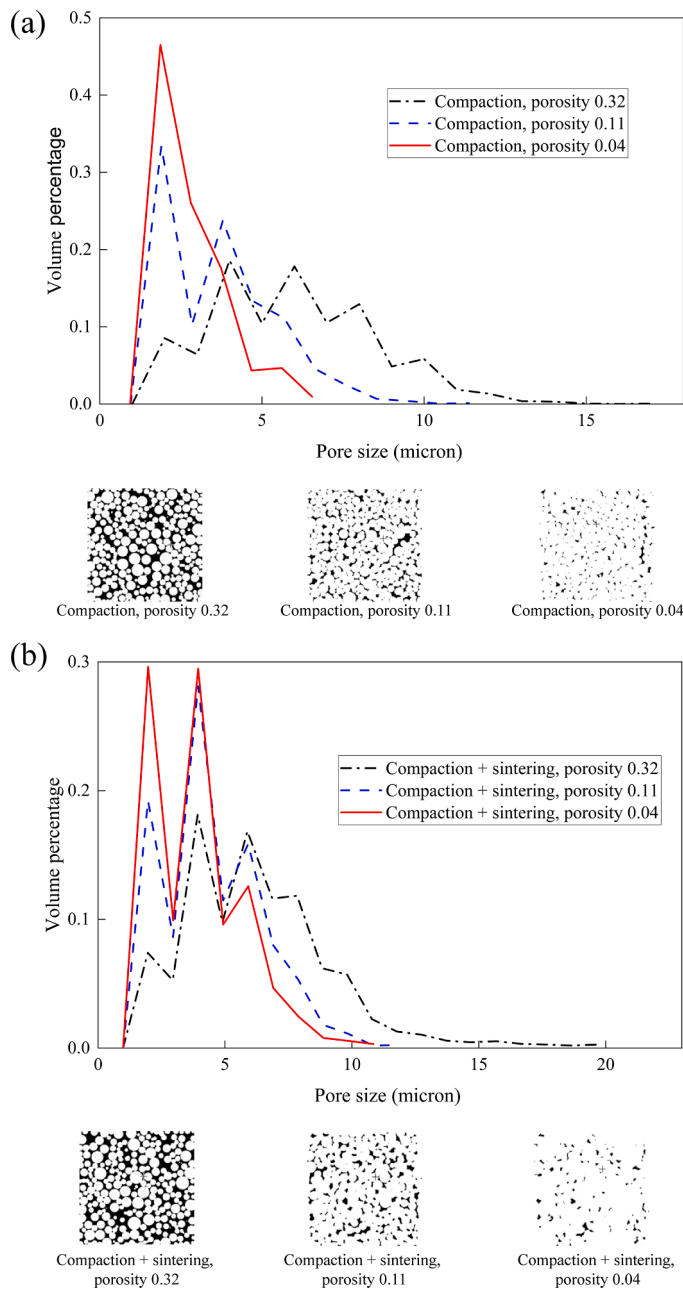 (a)
0.5
0.4
0.3
0.2
0.1
0.0
Volume percentage
Compaction, porosity 0.32
Compaction, porosity 0.11
Compaction, porosity 0.04
0 5 10 15
Pore size (micron)
Compaction, porosity 0.32
Compaction, porosity 0.11
Compaction, porosity 0.04
(b)
0.3
0.2
0.1
0.0
Volume percentage
Compaction + sintering, porosity 0.32
Compaction + sintering, porosity 0.11
Compaction + sintering, porosity 0.04
0 5 10 15 20
Pore size (micron)
Compaction + sintering,
porosity 0.32
Compaction + sintering,
porosity 0.11
Compaction + sintering,
porosity 0.04